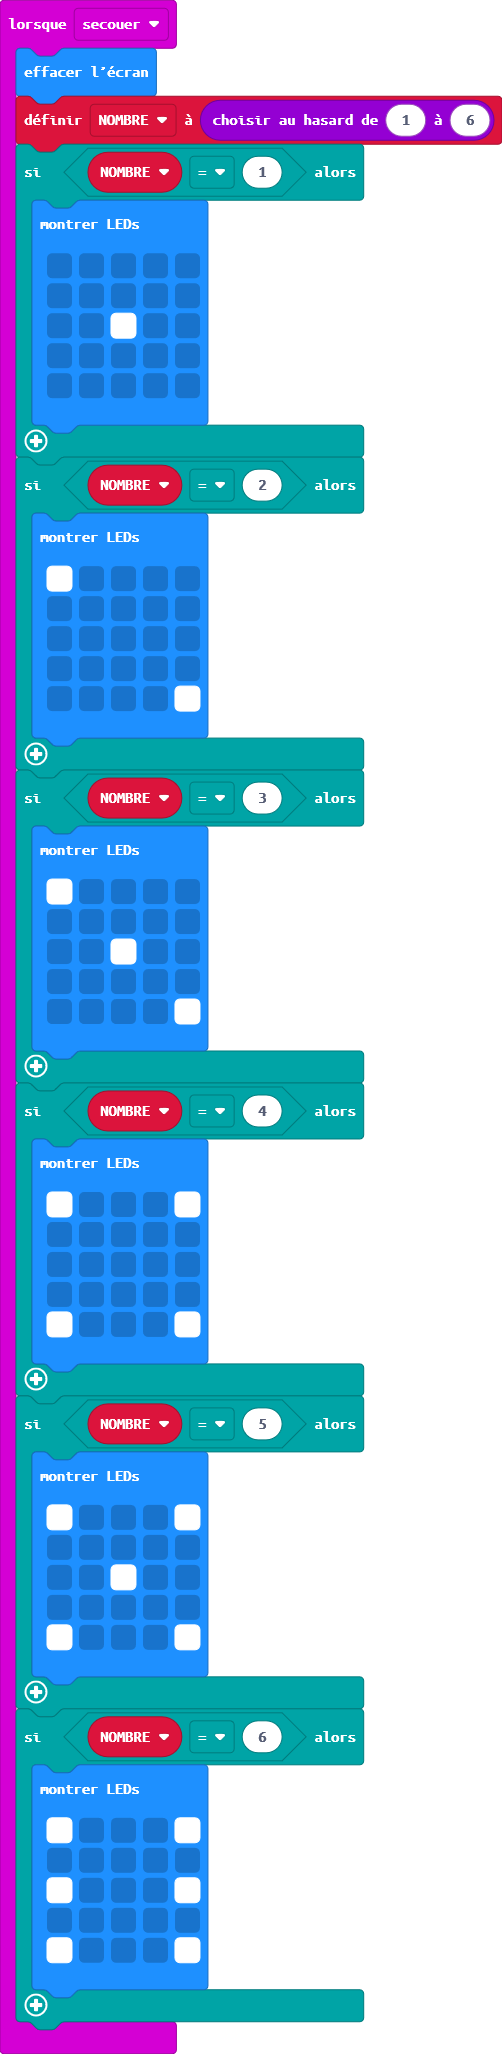 lorsque secouer
effacer l'écran
définir NOMBRE à choisir au hasard de 1 à 6
si NOMBRE = 1 alors
montrer LEDs
si NOMBRE = 2 alors
montrer LEDs
si NOMBRE = 3 alors
montrer LEDs
si NOMBRE = 4 alors
montrer LEDs
si NOMBRE = 5 alors
montrer LEDs
si NOMBRE = 6 alors
montrer LEDs